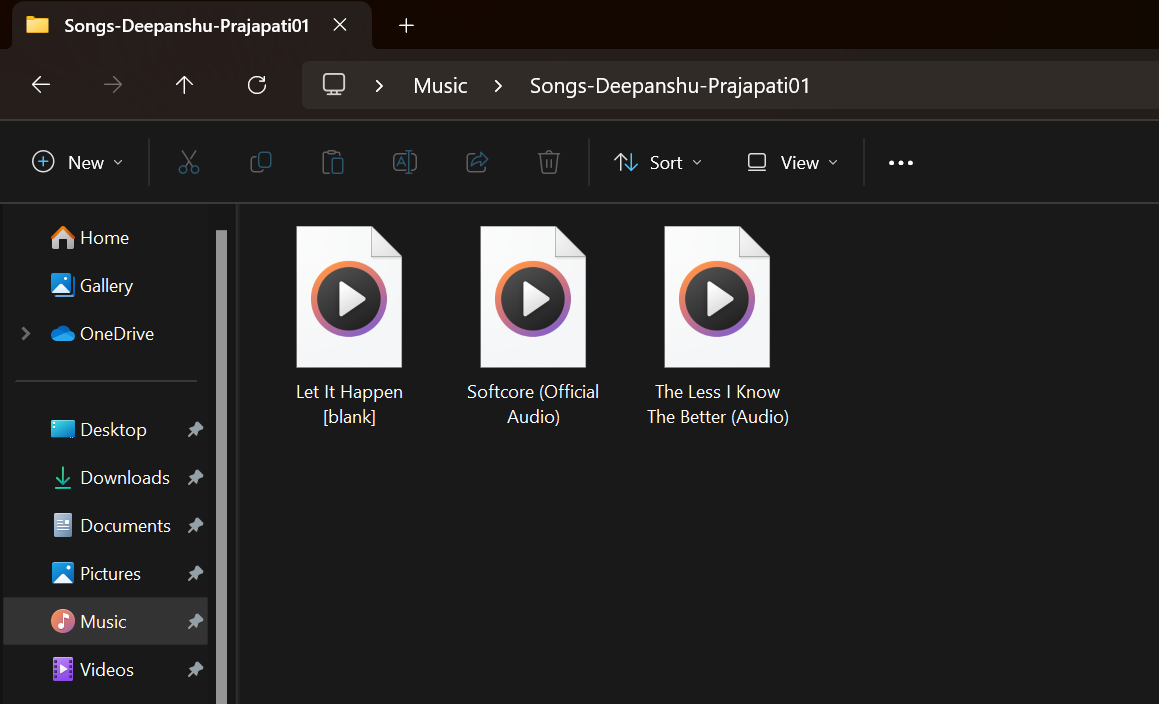 Songs-Deepanshu-Prajapati01
Music
Songs-Deepanshu-Prajapati01
New
Sort
View
Home
Gallery
OneDrive
Desktop
Downloads
Documents
Pictures
Music
Videos
Let It Happen
[blank]
Softcore (Official
Audio)
The Less I Know
The Better (Audio)